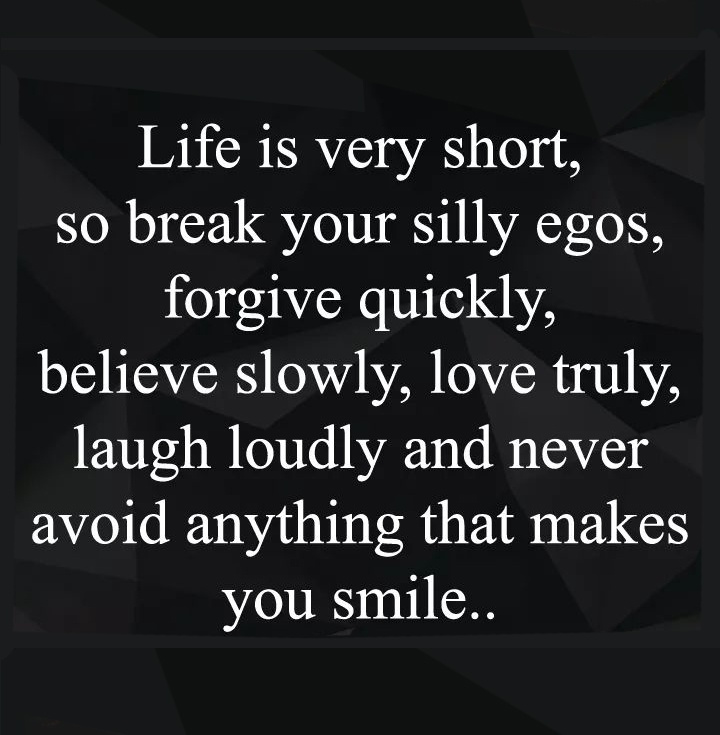 Life is very short,
so break your silly egos,
forgive quickly,
believe slowly, love truly,
laugh loudly and never
avoid anything that makes
you smile..